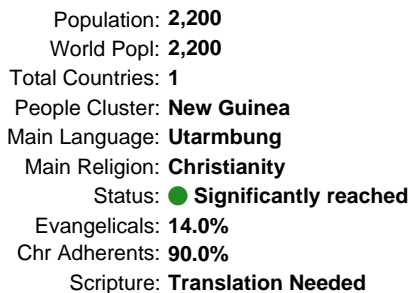 Population: 2,200
World Popl: 2,200
Total Countries: 1
People Cluster: New Guinea
Main Language: Utarmbung
Main Religion: Christianity
Status: Significantly reached
Evangelicals: 14.0%
Chr Adherents: 90.0%
Scripture: Translation Needed